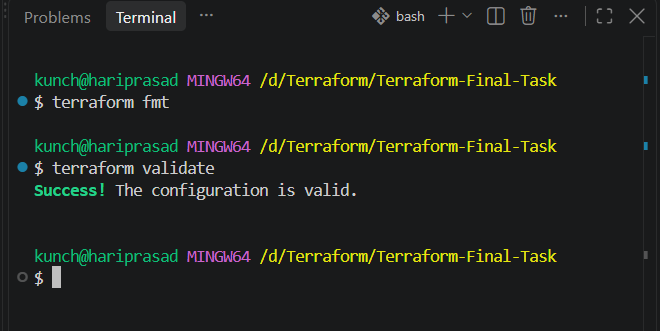 Problems Terminal ··· bash ···
kunch@hariprasad MINGW64 /d/Terraform/Terraform-Final-Task
$ terraform fmt
kunch@hariprasad MINGW64 /d/Terraform/Terraform-Final-Task
$ terraform validate
Success! The configuration is valid.
kunch@hariprasad MINGW64 /d/Terraform/Terraform-Final-Task
$